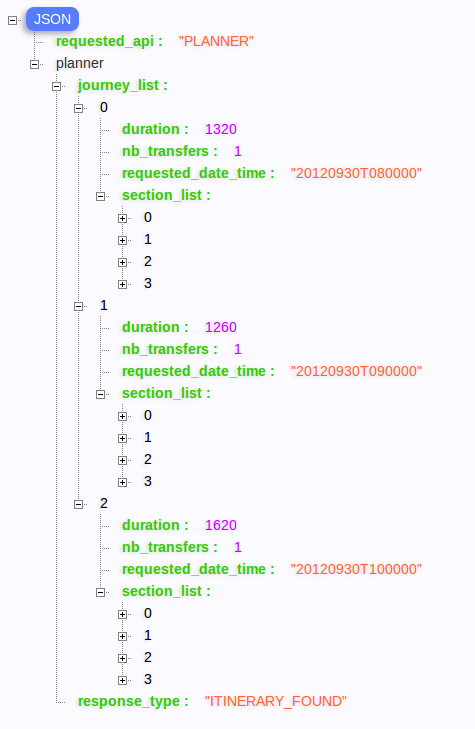 JSON
requested_api : "PLANNER"
planner
journey_list :
0
duration : 1320
nb_transfers : 1
requested_date_time : "20120930T080000"
section_list :
0
1
2
3
1
duration : 1260
nb_transfers : 1
requested_date_time : "20120930T090000"
section_list :
0
1
2
3
2
duration : 1620
nb_transfers : 1
requested_date_time : "20120930T100000"
section_list :
0
1
2
3
response_type : "ITINERARY_FOUND"